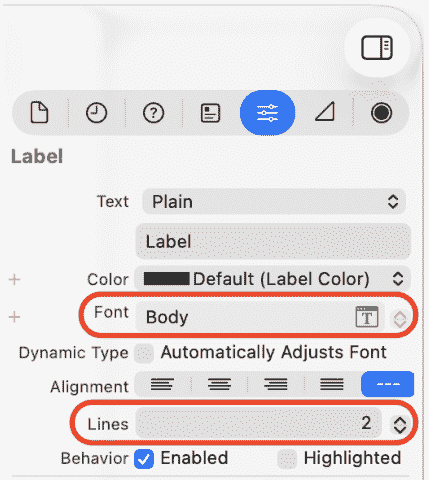 Label
Text Plain
Label
+ Color Default (Label Color)
+ Font Body T
Dynamic Type Automatically Adjusts Font
Alignment ---
Lines 2
Behavior Enabled Highlighted